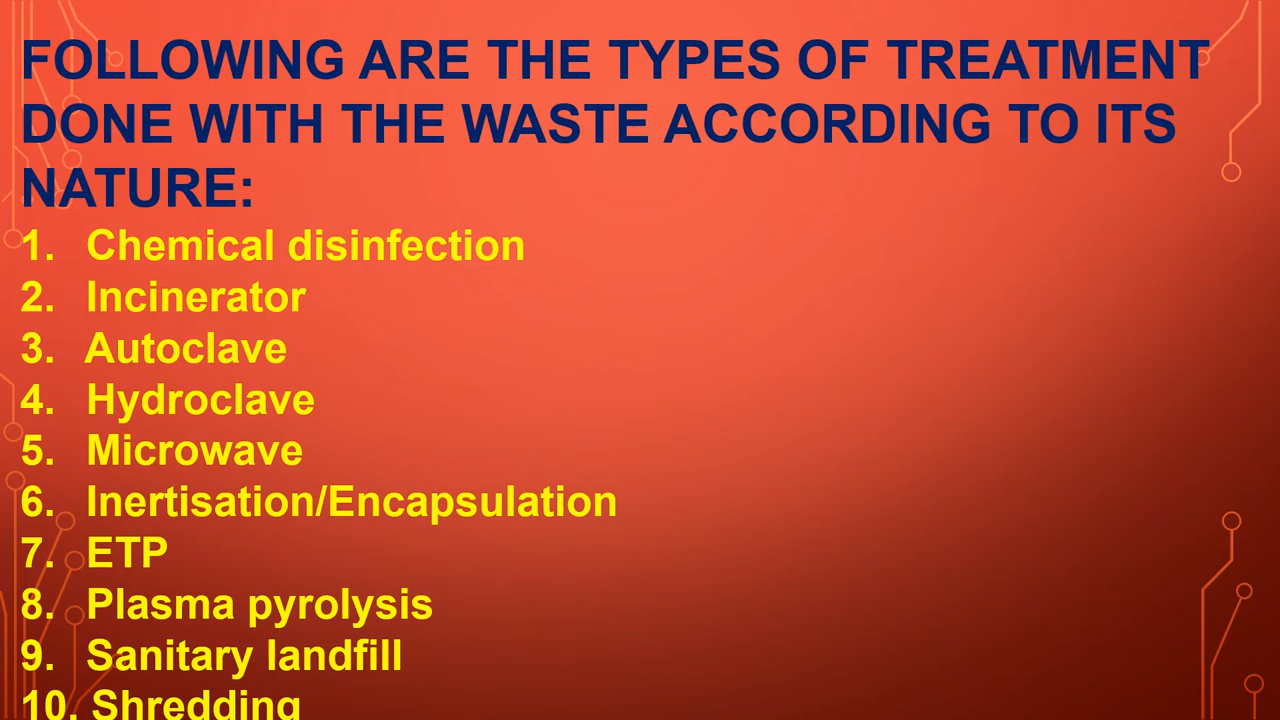 FOLLOWING ARE THE TYPES OF TREATMENT
DONE WITH THE WASTE ACCORDING TO ITS
NATURE:
1. Chemical disinfection
2. Incinerator
3. Autoclave
4. Hydroclave
5. Microwave
6. Inertisation/Encapsulation
7. ETP
8. Plasma pyrolysis
9. Sanitary landfill
10. Shredding